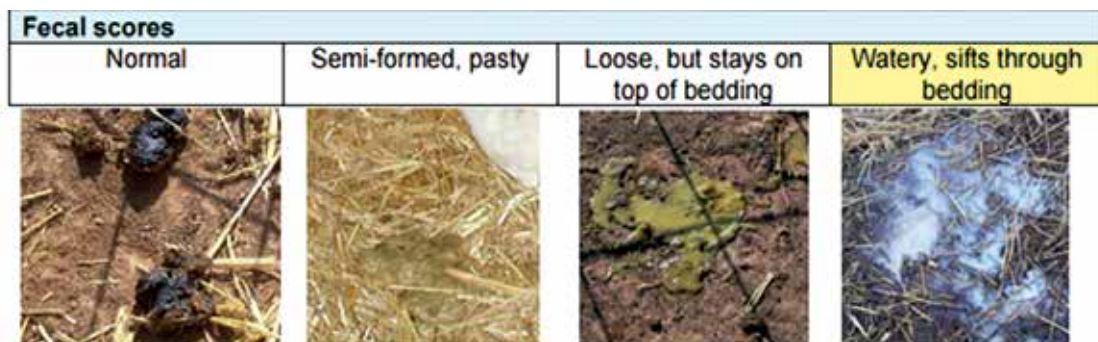 Fecal scores
Normal
Semi-formed, pasty
Loose, but stays on
top of bedding
Watery, sifts through
bedding